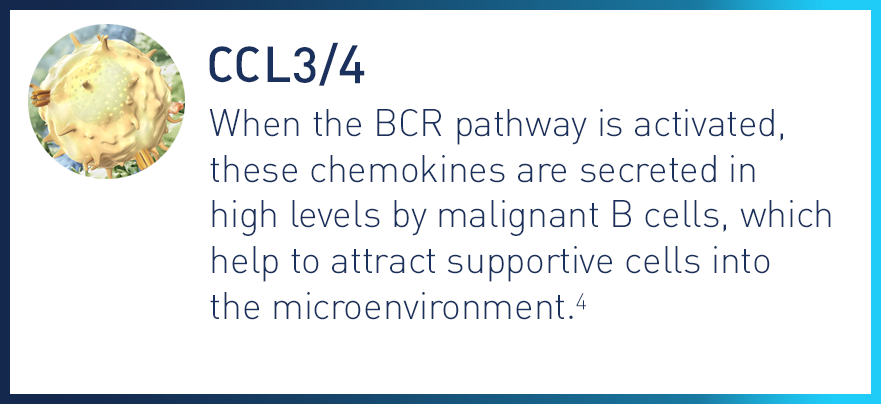 CCL3/4
When the BCR pathway is activated,
these chemokines are secreted in
high levels by malignant B cells, which
help to attract supportive cells into
the microenvironment.⁴